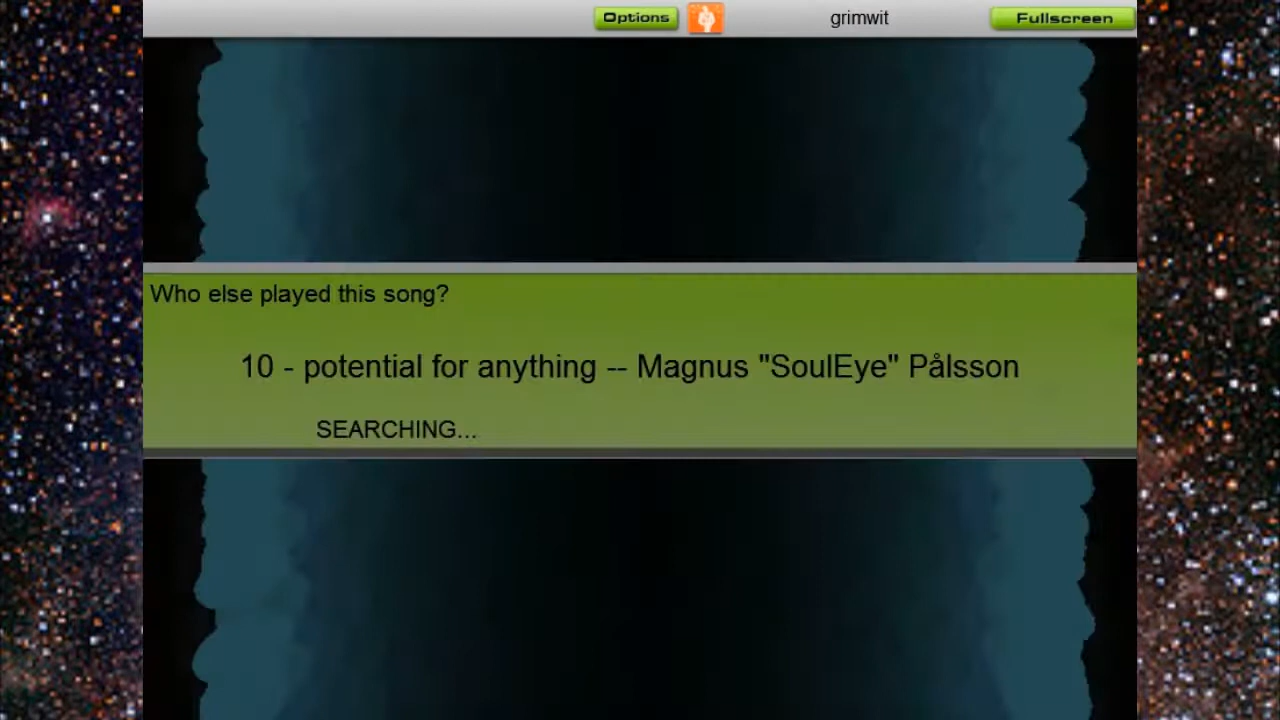 Options
grimwit
Fullscreen
Who else played this song?
10 - potential for anything -- Magnus "SoulEye" Pålsson
SEARCHING...